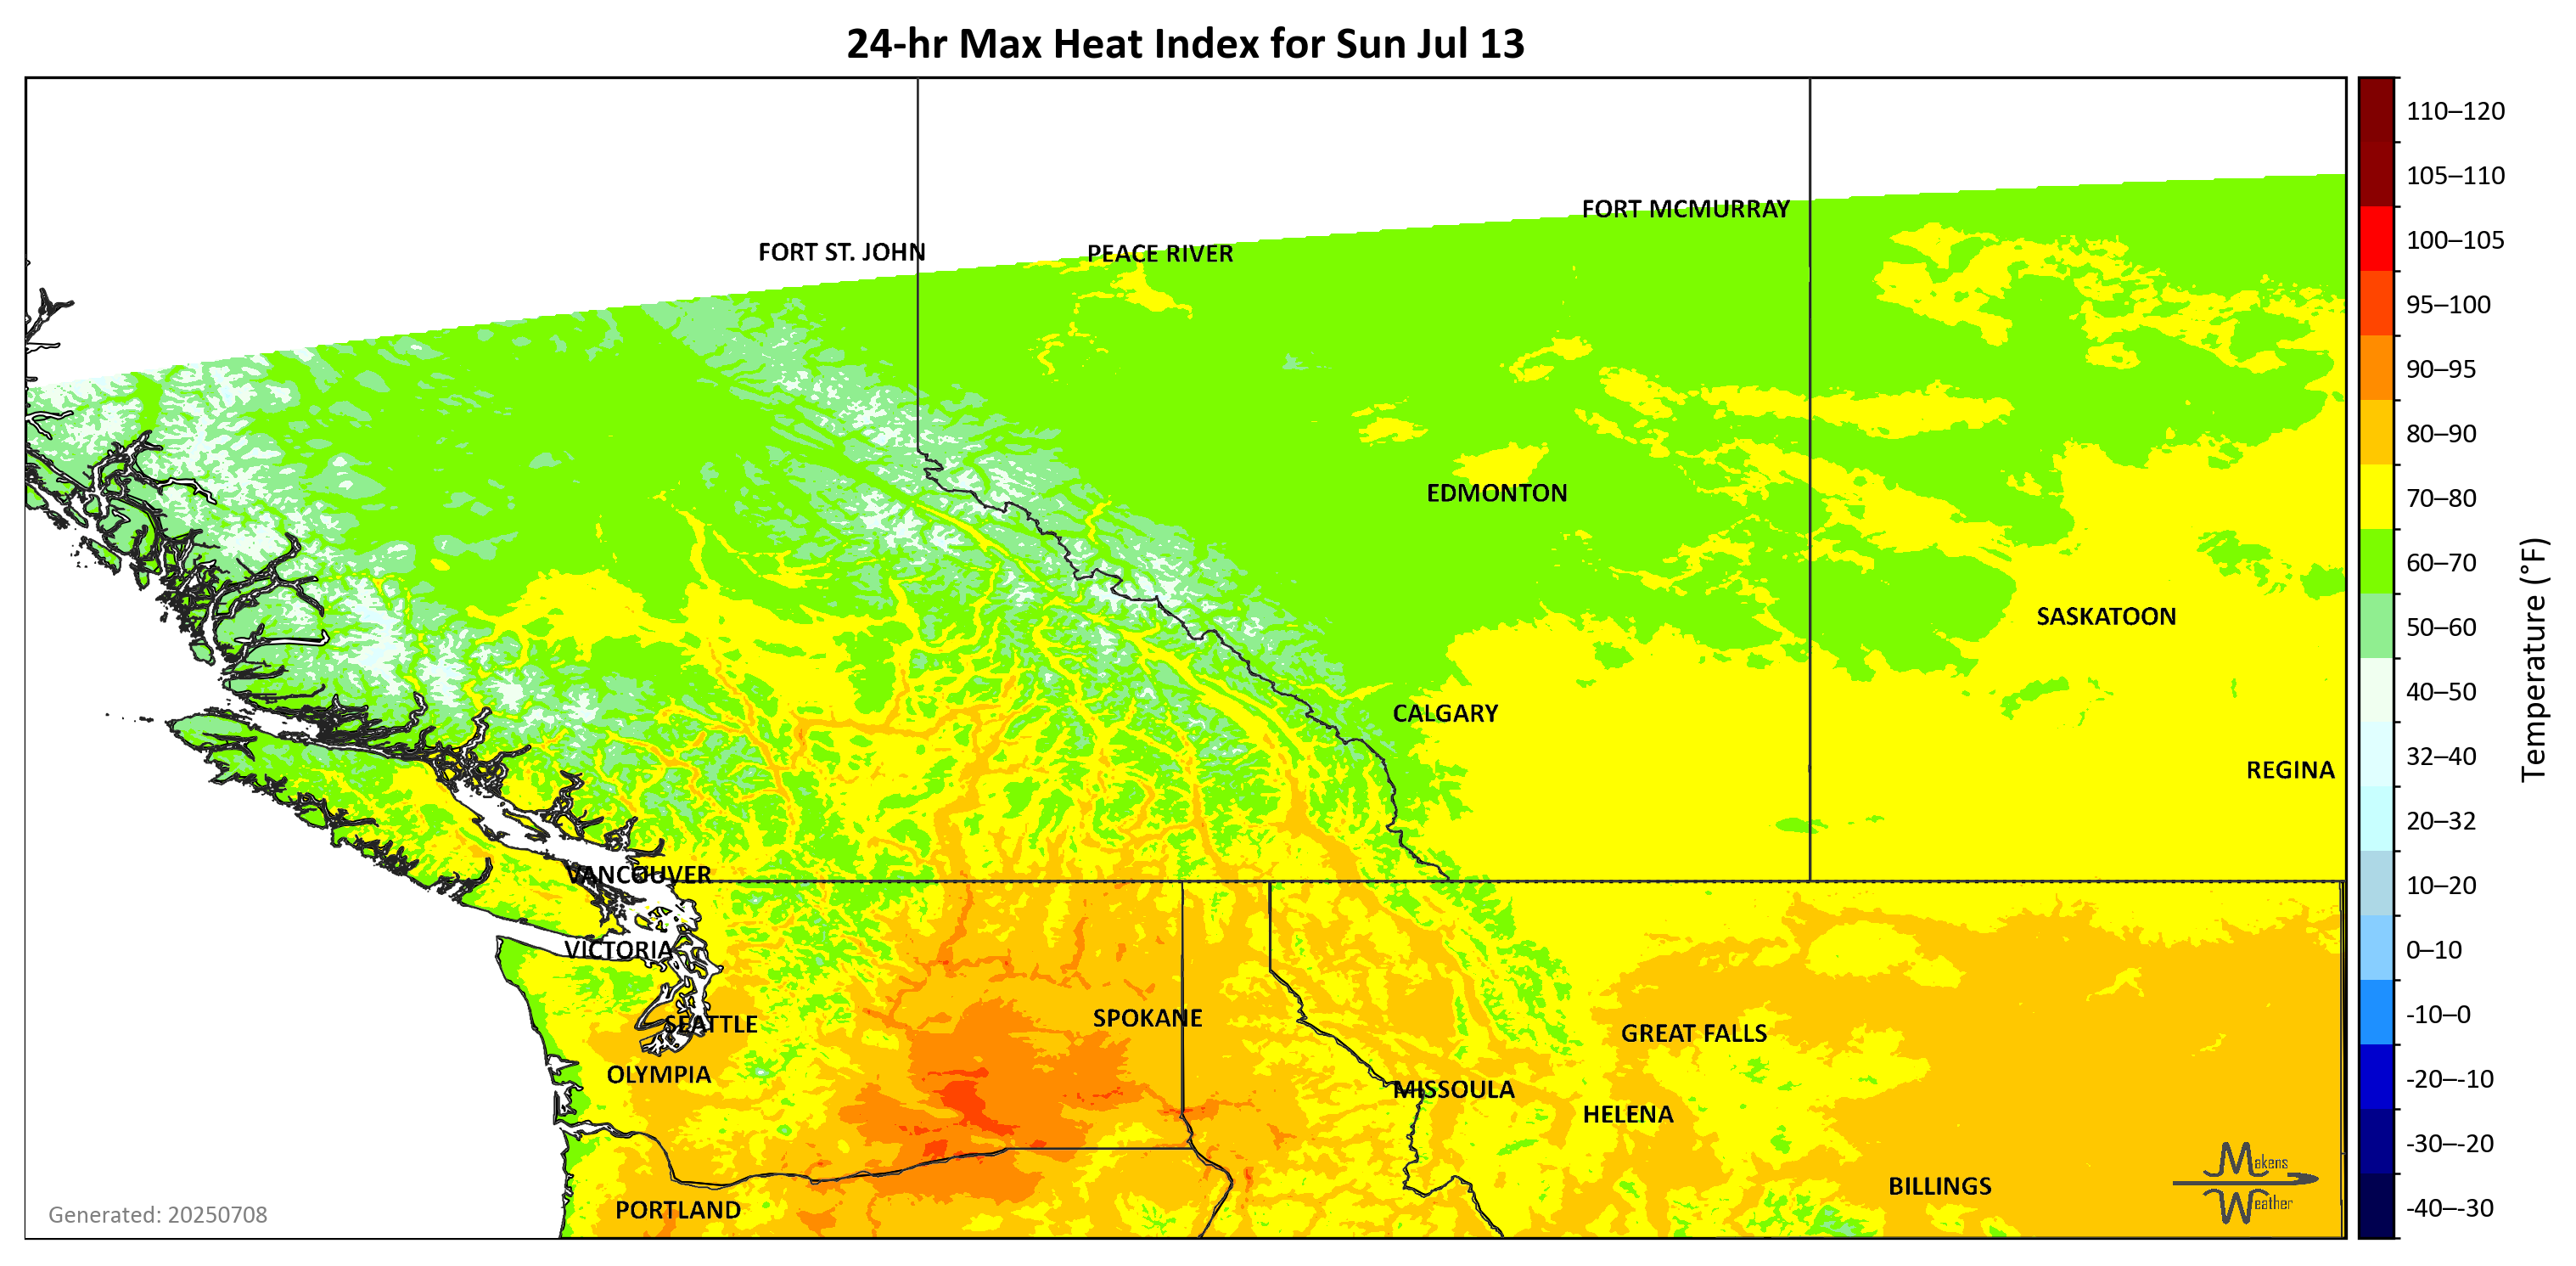 24-hr Max Heat Index for Sun Jul 13
110–120
105–110
FORT MCMURRAY
100–105
FORT ST. JOHN
PEACE RIVER
95–100
90–95
80–90
EDMONTON
70–80
60–70
SASKATOON
50–60
Temperature (°F)
40–50
CALGARY
32–40
REGINA
20–32
VANCOUVER
10–20
VICTORIA
0–10
SEATTLE
SPOKANE
-10–0
GREAT FALLS
OLYMPIA
MISSOULA
-20–-10
HELENA
-30–-20
Makens
Weather
BILLINGS
-40–-30
PORTLAND
Generated: 20250708